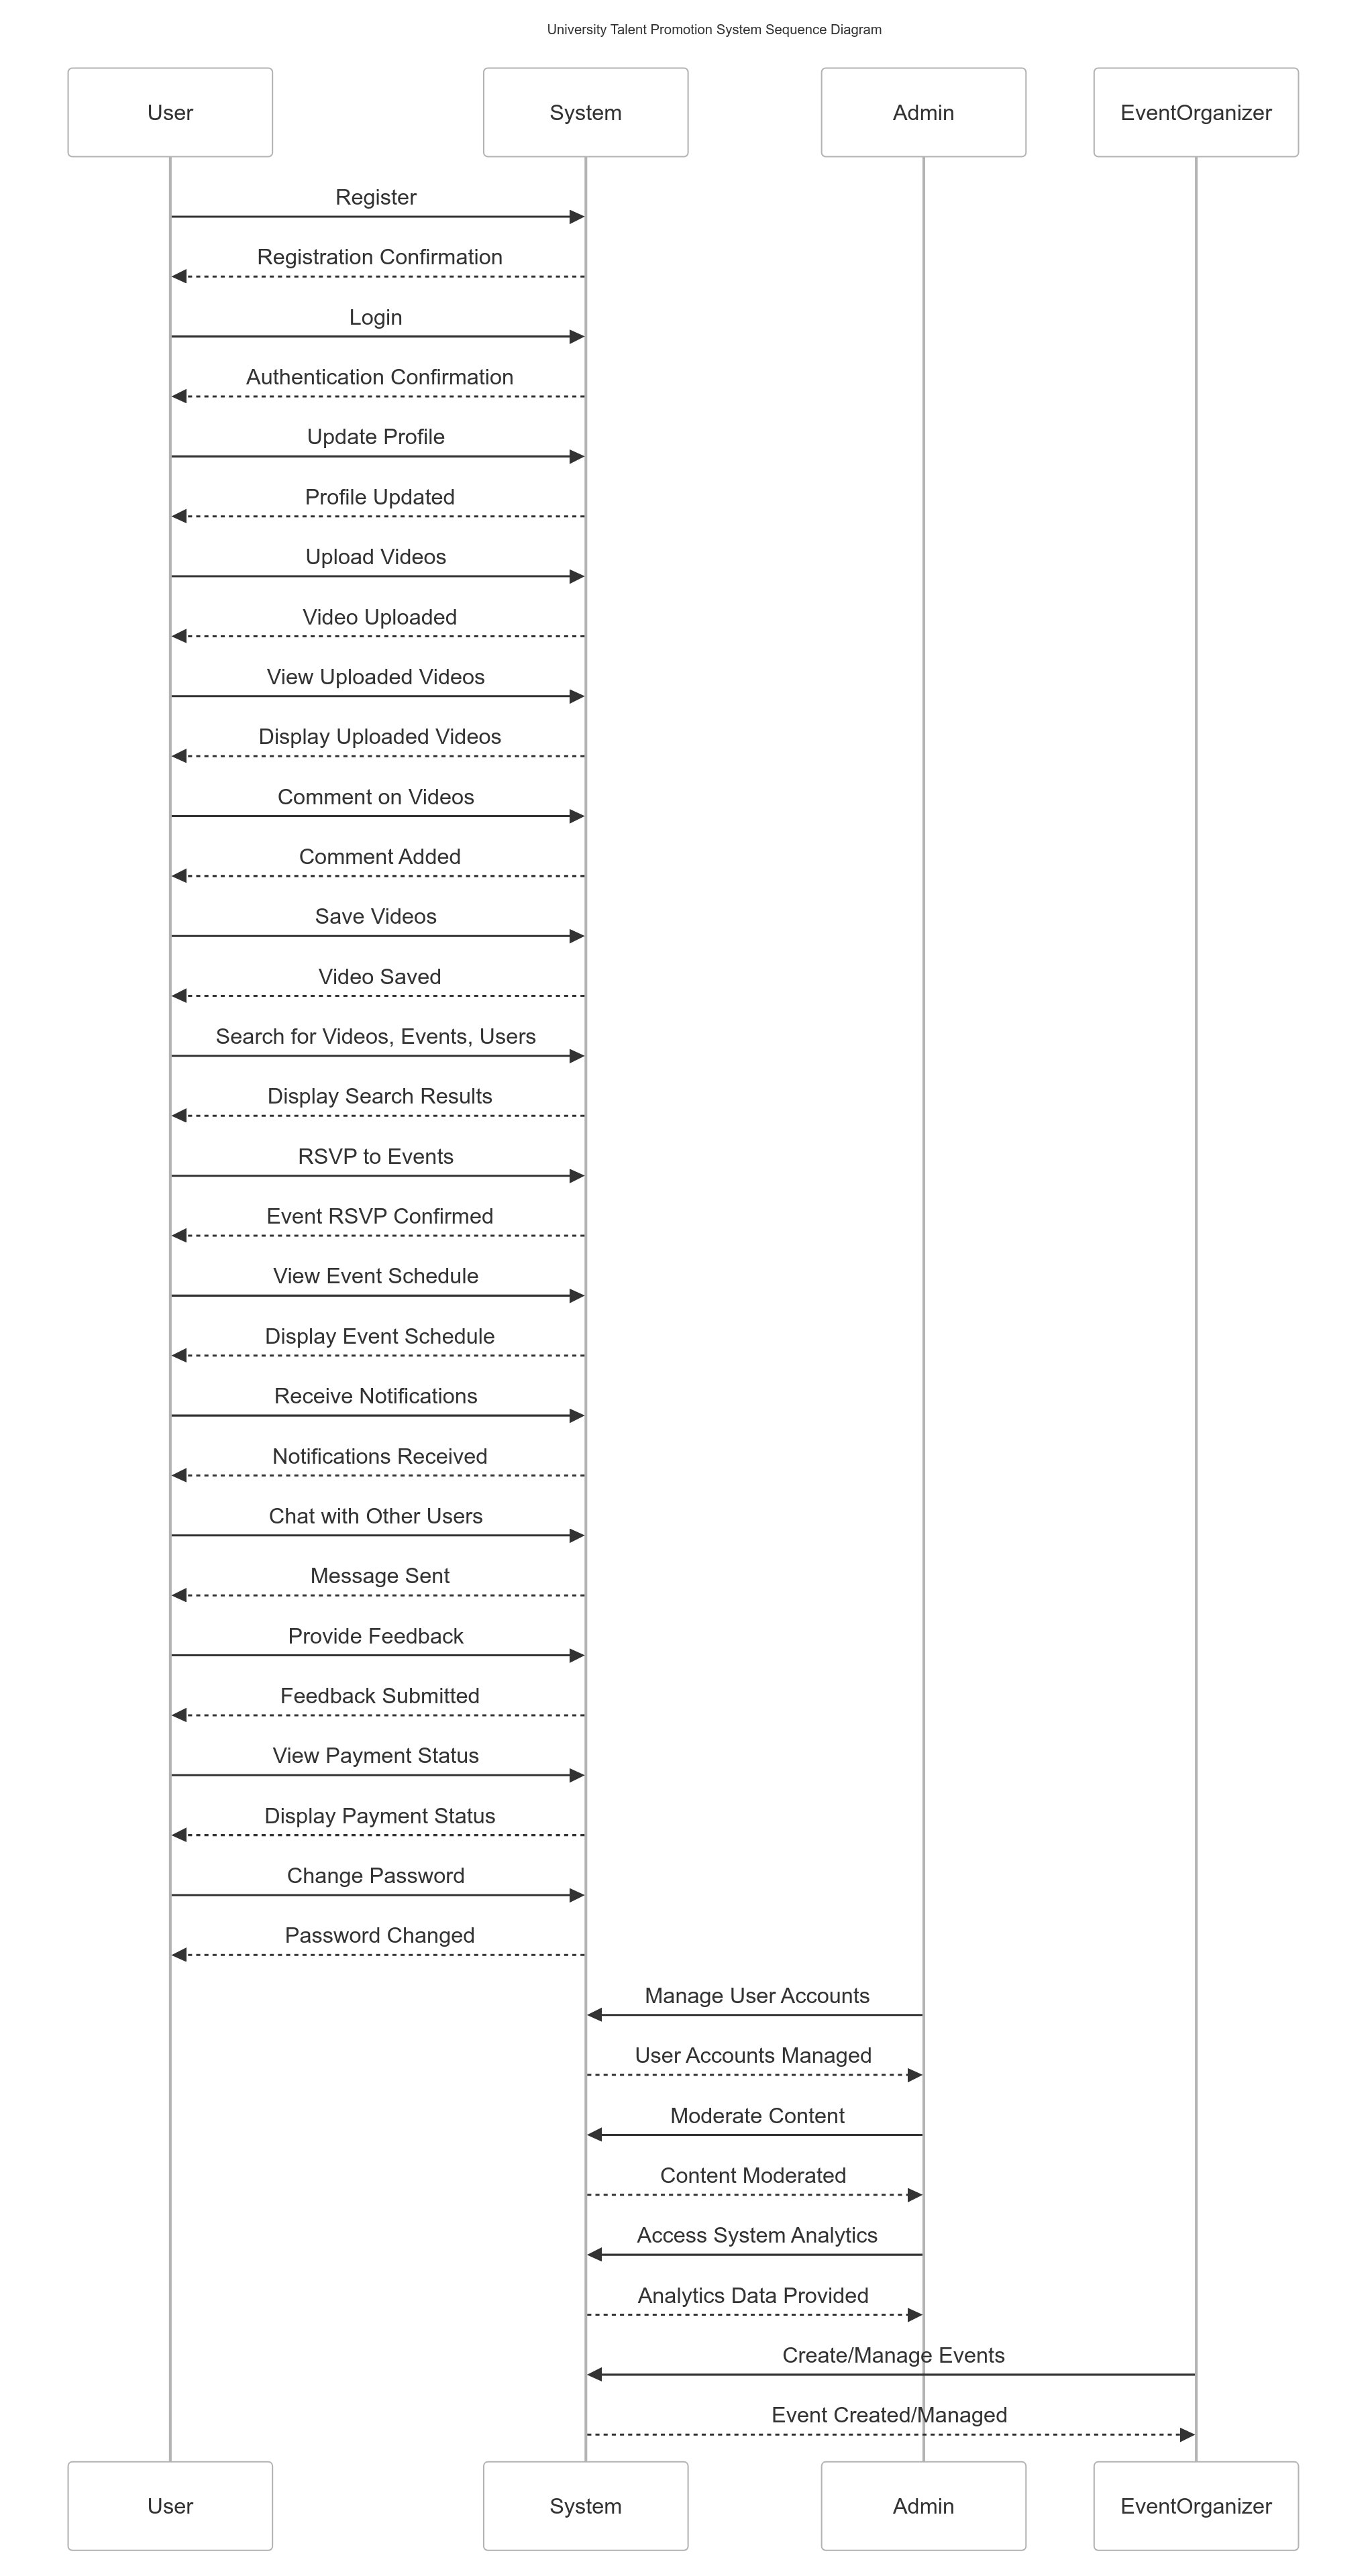 University Talent Promotion System Sequence Diagram
User
System
Admin
EventOrganizer
Register
Registration Confirmation
Login
Authentication Confirmation
Update Profile
Profile Updated
Upload Videos
Video Uploaded
View Uploaded Videos
Display Uploaded Videos
Comment on Videos
Comment Added
Save Videos
Video Saved
Search for Videos, Events, Users
Display Search Results
RSVP to Events
Event RSVP Confirmed
View Event Schedule
Display Event Schedule
Receive Notifications
Notifications Received
Chat with Other Users
Message Sent
Provide Feedback
Feedback Submitted
View Payment Status
Display Payment Status
Change Password
Password Changed
Manage User Accounts
User Accounts Managed
Moderate Content
Content Moderated
Access System Analytics
Analytics Data Provided
Create/Manage Events
Event Created/Managed
User
System
Admin
EventOrganizer